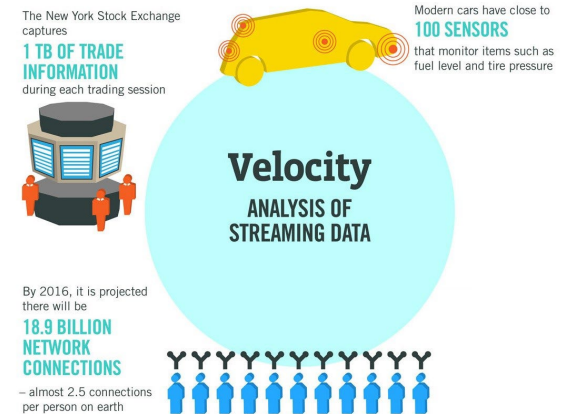 The New York Stock Exchange
captures
1 TB OF TRADE
INFORMATION
during each trading session
Modern cars have close to
100 SENSORS
that monitor items such as
fuel level and tire pressure
Velocity
ANALYSIS OF
STREAMING DATA
By 2016, it is projected
there will be
18.9 BILLION
NETWORK
CONNECTIONS
– almost 2.5 connections
per person on earth